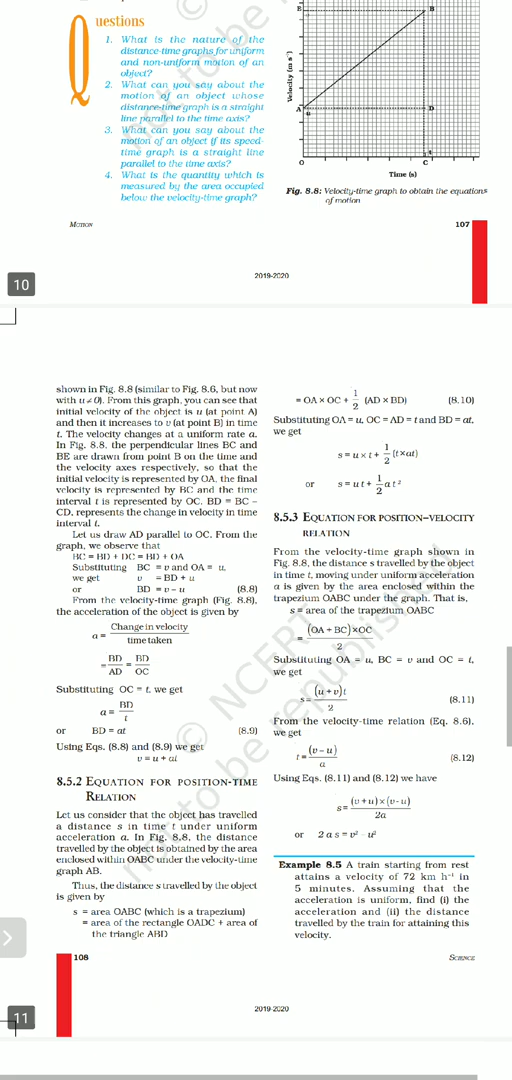 Questions
1. What is the nature of the
distance-time graphs for uniform
and non-uniform motion of an
object?
2. What can you say about the
motion of an object whose
distance-time graph is a straight
line parallel to the time axis?
3. What can you say about the
motion of an object if its speed-
time graph is a straight line
parallel to the time axis?
4. What is the quantity which is
measured by the area occupied
below the velocity-time graph?
E
B
Velocity (m s⁻¹)
A
u
D
t
O
C
Time (s)
Fig. 8.8: Velocity-time graph to obtain the equations
of motion
MOTION
107
10
2019-2020
shown in Fig. 8.8 (similar to Fig. 8.6, but now
with u ≠ 0). From this graph, you can see that
initial velocity of the object is u (at point A)
and then it increases to v (at point B) in time
t. The velocity changes at a uniform rate a.
In Fig. 8.8, the perpendicular lines BC and
BE are drawn from point B on the time and
the velocity axes respectively, so that the
initial velocity is represented by OA, the final
velocity is represented by BC and the time
interval t is represented by OC. BD = BC –
CD, represents the change in velocity in time
interval t.
Let us draw AD parallel to OC. From the
graph, we observe that
BC = BD + DC = BD + OA
Substituting BC = v and OA = u,
we get v = BD + u
or BD = v – u (8.8)
From the velocity-time graph (Fig. 8.8),
the acceleration of the object is given by
a = Change in velocity / time taken
= BD/AD = BD/OC
Substituting OC = t, we get
a = BD/t
or BD = at (8.9)
Using Eqs. (8.8) and (8.9) we get
v = u + at
8.5.2 EQUATION FOR POSITION-TIME
RELATION
Let us consider that the object has travelled
a distance s in time t under uniform
acceleration a. In Fig. 8.8, the distance
travelled by the object is obtained by the area
enclosed within OABC under the velocity-time
graph AB.
Thus, the distance s travelled by the object
is given by
s = area OABC (which is a trapezium)
= area of the rectangle OADC + area of
the triangle ABD
= OA × OC + 1/2 (AD × BD) (8.10)
Substituting OA = u, OC = AD = t and BD = at,
we get
s = u × t + 1/2 (t × at)
or s = u t + 1/2 a t²
8.5.3 EQUATION FOR POSITION–VELOCITY
RELATION
From the velocity-time graph shown in
Fig. 8.8, the distance s travelled by the object
in time t, moving under uniform acceleration
a is given by the area enclosed within the
trapezium OABC under the graph. That is,
s = area of the trapezium OABC
= (OA + BC) × OC / 2
Substituting OA = u, BC = v and OC = t,
we get
s = (u + v) t / 2 (8.11)
From the velocity-time relation (Eq. 8.6),
we get
t = (v – u) / a (8.12)
Using Eqs. (8.11) and (8.12) we have
s = (v + u) × (v - u) / 2a
or 2 a s = v² – u²
Example 8.5 A train starting from rest
attains a velocity of 72 km h⁻¹ in
5 minutes. Assuming that the
acceleration is uniform, find (i) the
acceleration and (ii) the distance
travelled by the train for attaining this
velocity.
© NCERT
not to be republished
108
SCIENCE
11
2019-2020